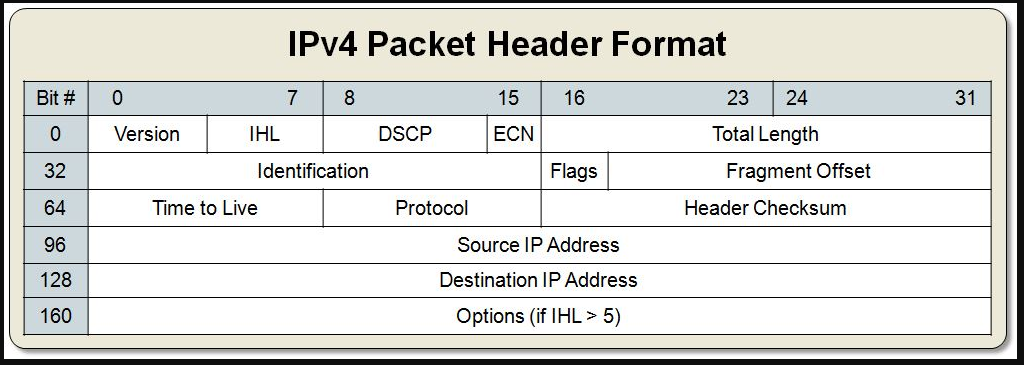 IPv4 Packet Header Format
Bit # 0 7 8 15 16 23 24 31
0 Version IHL DSCP ECN Total Length
32 Identification Flags Fragment Offset
64 Time to Live Protocol Header Checksum
96 Source IP Address
128 Destination IP Address
160 Options (if IHL > 5)